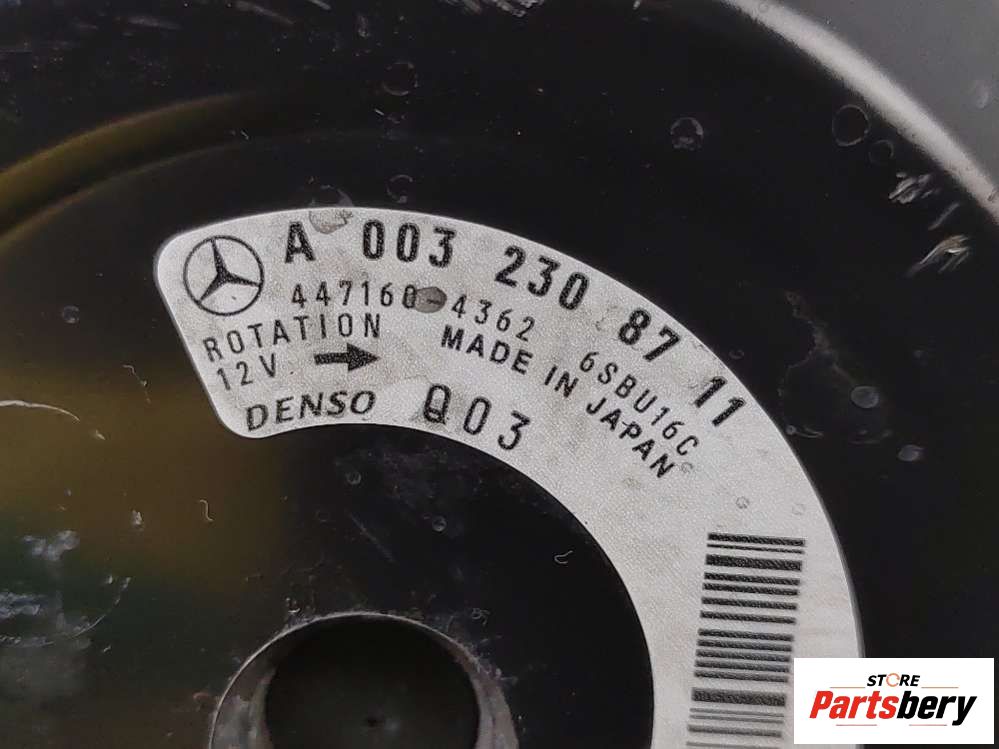 A 003 230 87 11
447160-4362 6SBU16C
ROTATION MADE IN JAPAN
12V
DENSO Q03
STORE
Partsbery